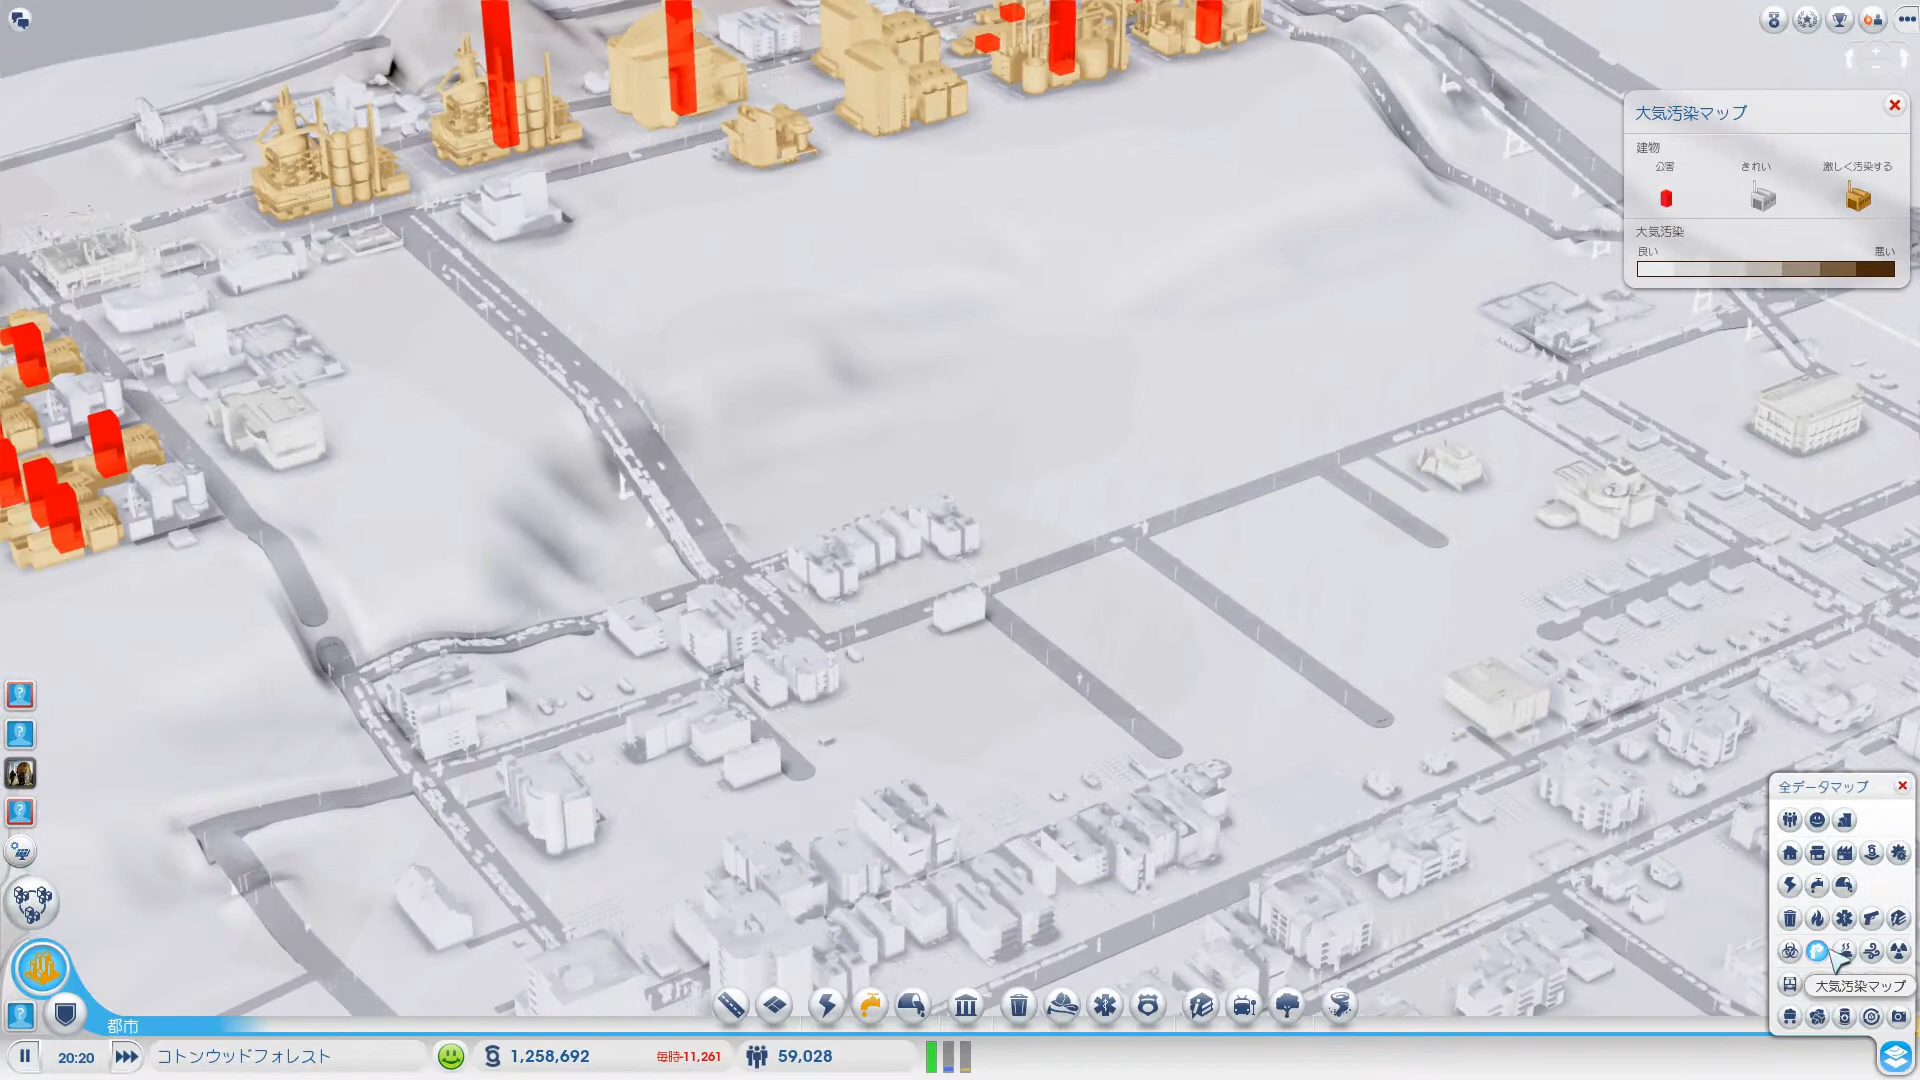 大気汚染マップ
建物
公害 きれい 激しく汚染する
大気汚染
良い 悪い
全データマップ
大気汚染マップ
都市
20:20 コトンウッドフォレスト 1,258,692 毎時-11,261 59,028